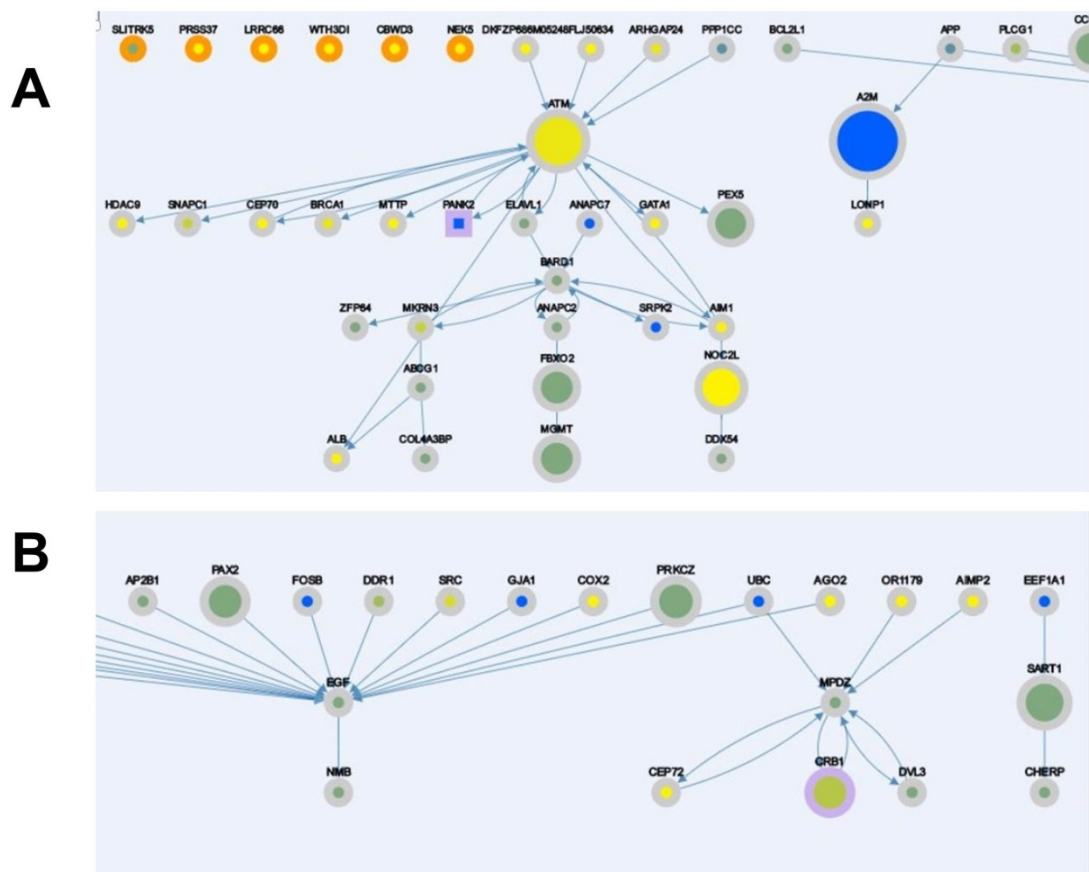 A
SLITRK5 PRSS37 LRRC66 WTH3DI CBWD3 NEK5 DKFZP686M05248FLJ50634 ARHGAP24 PPP1CC BCL2L1 APP PLCG1
ATM A2M
HDAC9 SNAPC1 CEP70 BRCA1 MTTP PANK2 ELAVL1 ANAPC7 GATA1 PEX5 LONP1
BARD1
ZFP64 MKRN3 ANAPC2 SRPK2 AIM1
ABCG1 FBXO2 NOC2L
ALB COL4A3BP MGMT DDX54
B
AP2B1 PAX2 FOSB DDR1 SRC GJA1 COX2 PRKCZ UBC AGO2 OR1179 AIMP2 EEF1A1
EGF MPDZ SART1
NMB CEP72 CRB1 DVL3 CHERP